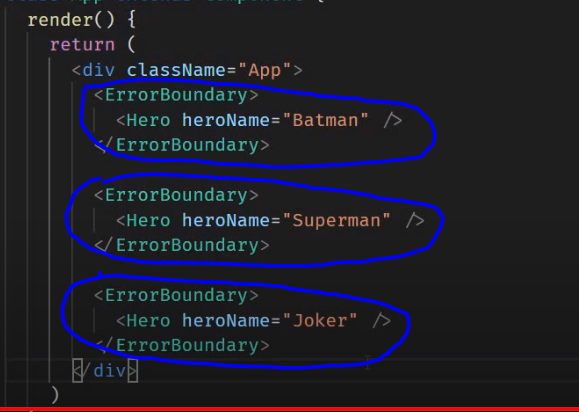 class App extends Component {
render() {
return (
<div className="App">
<ErrorBoundary>
<Hero heroName="Batman" />
</ErrorBoundary>
<ErrorBoundary>
<Hero heroName="Superman" />
</ErrorBoundary>
<ErrorBoundary>
<Hero heroName="Joker" />
</ErrorBoundary>
</div>
)